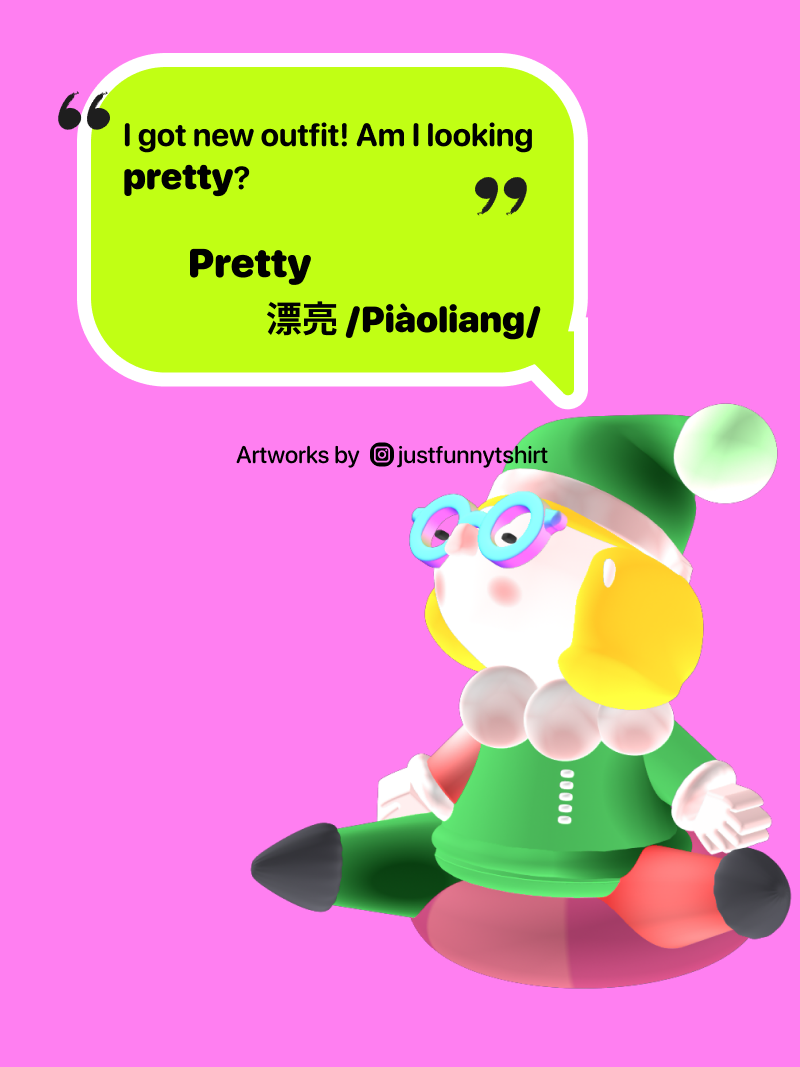 “I got new outfit! Am I looking
pretty?”
Pretty
漂亮 /Piàoliang/
Artworks by justfunnytshirt